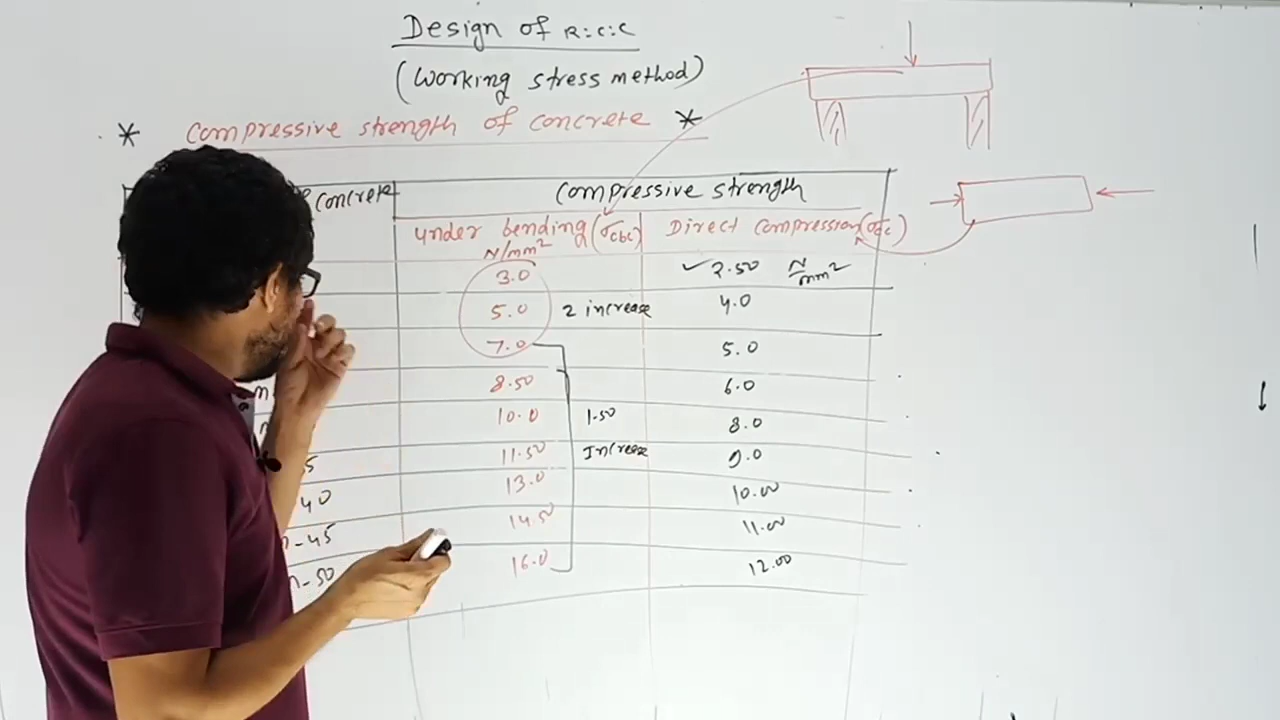 Design of R.C.C
(Working stress method)
* Compressive strength of concrete *
concrete
Compressive strength
Under bending (σcbc) Direct compression (σcc)
N/mm²
3.0 2.50 N/mm²
5.0 2 increase 4.0
7.0 5.0
8.50 6.0
10.0 1.50 8.0
11.50 Increase 9.0
40 13.0 10.00
m-45 14.50 11.00
m-50 16.0 12.00